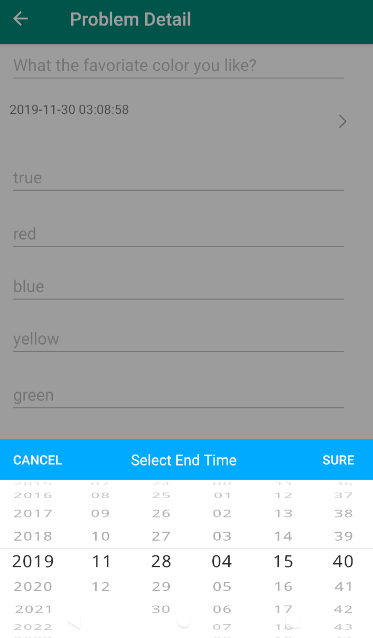 Problem Detail
What the favoriate color you like?
2019-11-30 03:08:58
true
red
blue
yellow
green
CANCEL Select End Time SURE
2016 08 25 01 12 37
2017 09 26 02 13 38
2018 10 27 03 14 39
2019 11 28 04 15 40
2020 12 29 05 16 41
2021 30 06 17 42
2022 07 18 43